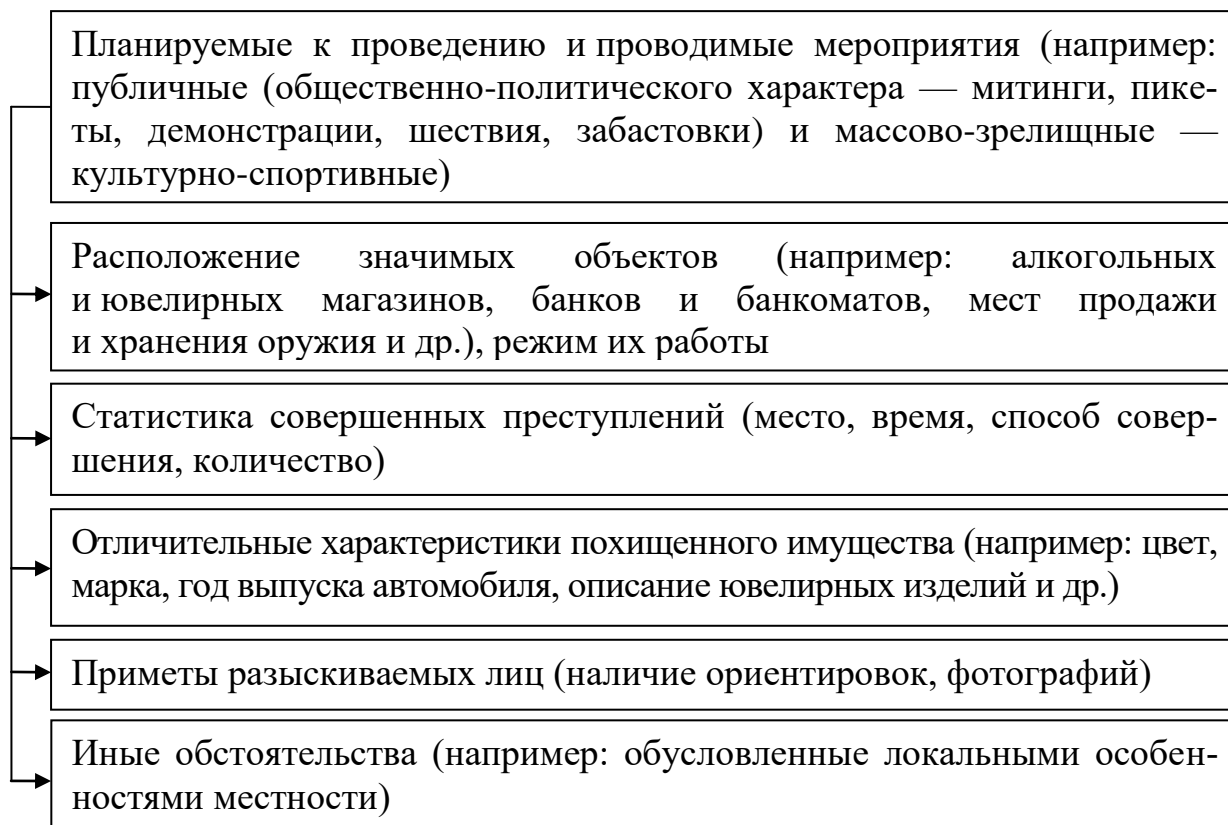 Планируемые к проведению и проводимые мероприятия (например:
публичные (общественно-политического характера — митинги, пике-
ты, демонстрации, шествия, забастовки) и массово-зрелищные —
культурно-спортивные)
Расположение значимых объектов (например: алкогольных
и ювелирных магазинов, банков и банкоматов, мест продажи
и хранения оружия и др.), режим их работы
Статистика совершенных преступлений (место, время, способ совер-
шения, количество)
Отличительные характеристики похищенного имущества (например: цвет,
марка, год выпуска автомобиля, описание ювелирных изделий и др.)
Приметы разыскиваемых лиц (наличие ориентировок, фотографий)
Иные обстоятельства (например: обусловленные локальными особен-
ностями местности)